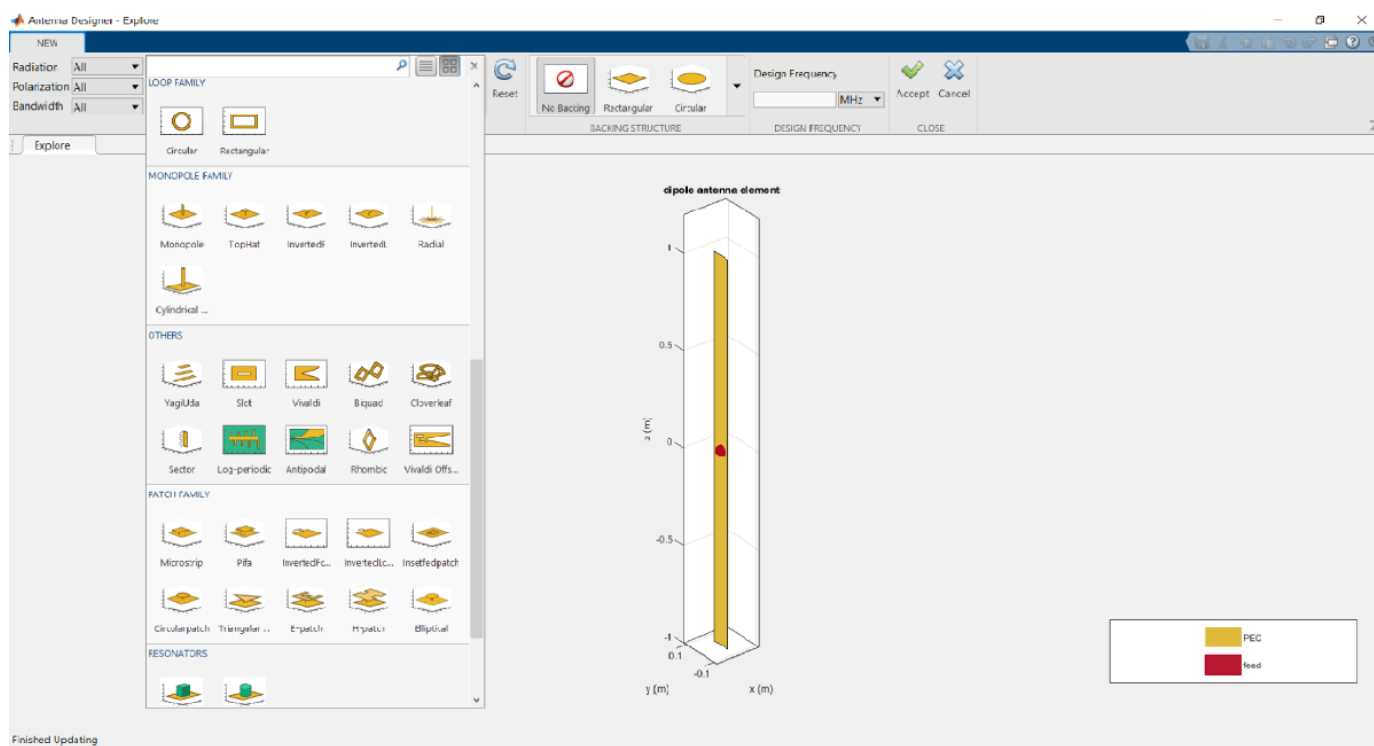 Antenna Designer - Explore
NEW
Radiation All
Polarization All
Bandwidth All
Reset
No Backing Rectangular Circular
BACKING STRUCTURE
Design Frequency
MHz
DESIGN FREQUENCY
Accept Cancel
CLOSE
Explore
LOOP FAMILY
Circular Rectangular
MONOPOLE FAMILY
Monopole TopHat InvertedF InvertedL Radial
Cylindrical ...
OTHERS
YagiUda Slot Vivaldi Biquad Cloverleaf
Sector Log-periodic Antipodal Rhombic Vivaldi Offs...
PATCH FAMILY
Microstrip Pifa InvertedFc... InvertedLc... Insetfedpatch
Circularpatch Triangular ... E-patch H-patch Elliptical
RESONATORS
dipole antenna element
1
0.5
0
-0.5
-1
z (m)
0.1
-0.1
y (m) x (m)
PEC
feed
Finished Updating